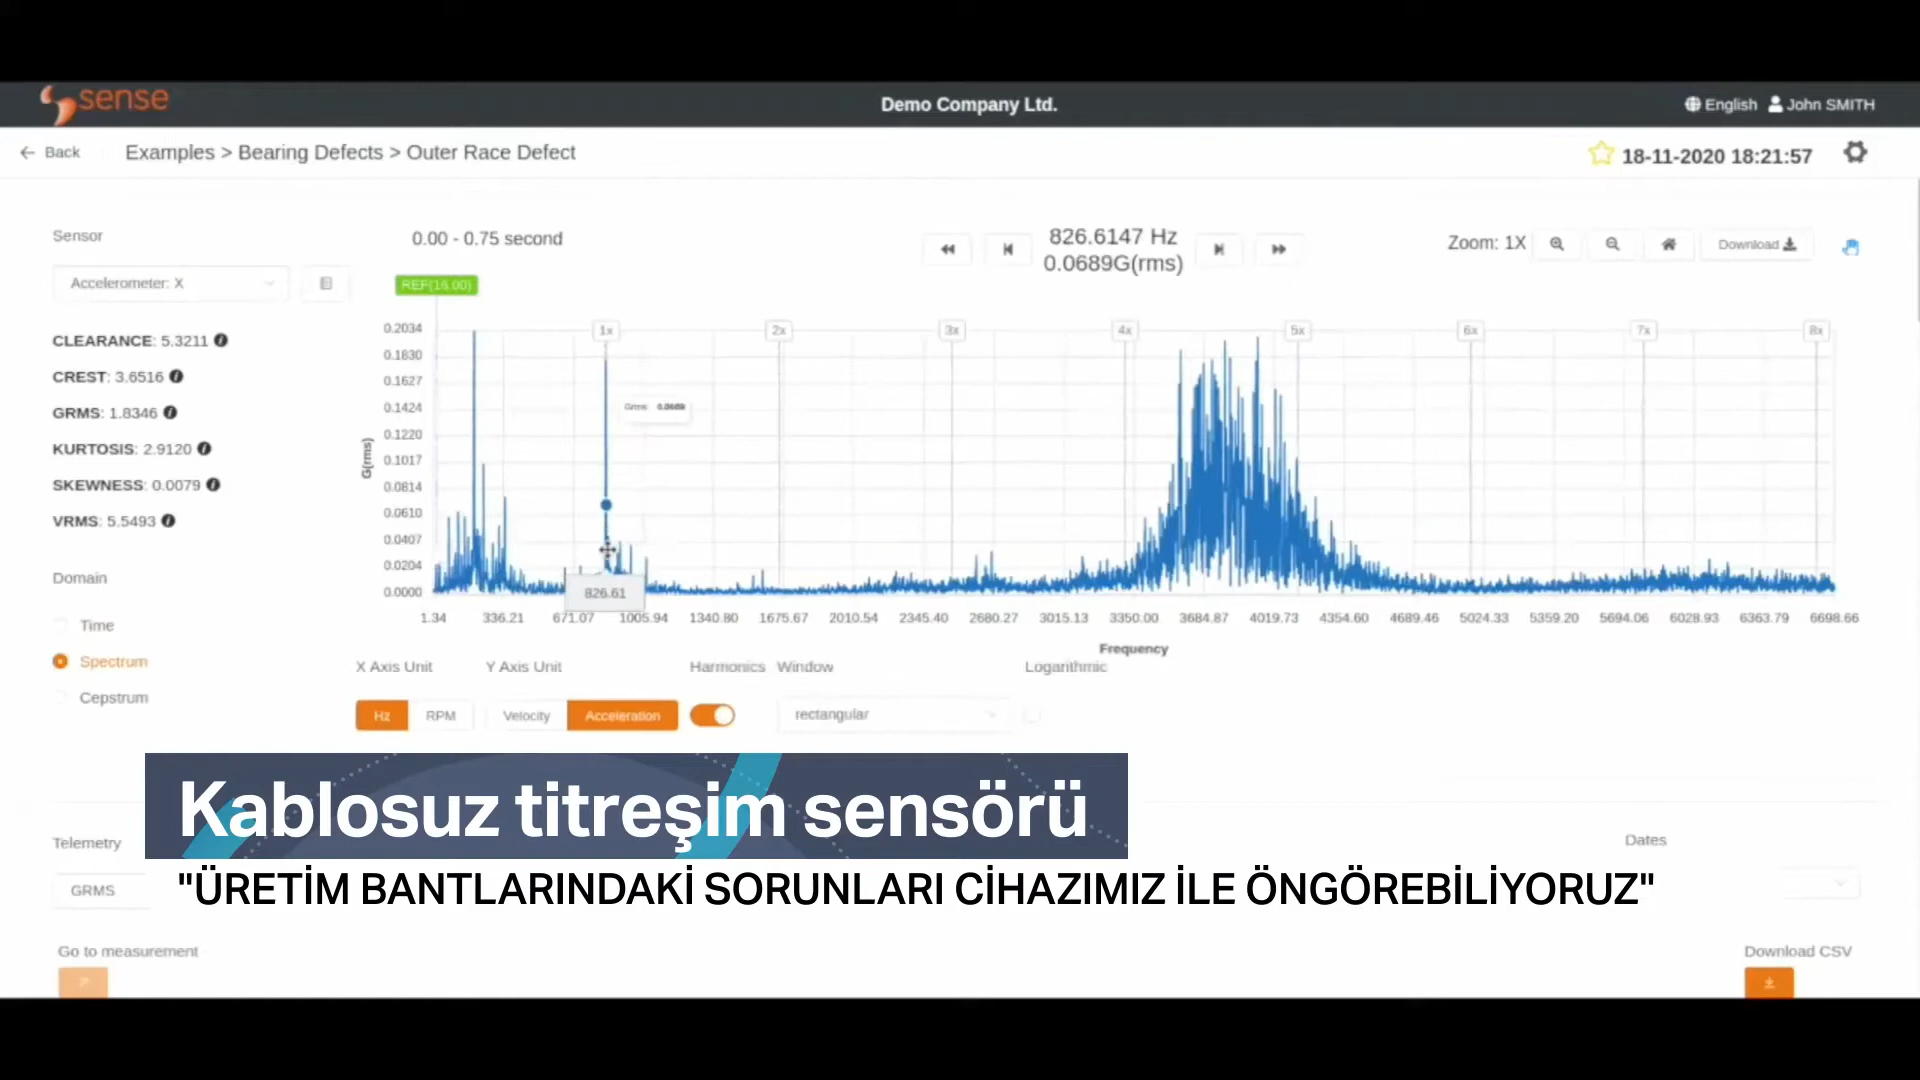 sense
Demo Company Ltd.
English John SMITH
← Back
Examples > Bearing Defects > Outer Race Defect
18-11-2020 18:21:57
Sensor
Accelerometer: X
0.00 - 0.75 second
826.6147 Hz
0.0689G(rms)
Zoom: 1X
Download
REF(16.00)
CLEARANCE: 5.3211
CREST: 3.6516
GRMS: 1.8346
KURTOSIS: 2.9120
SKEWNESS: 0.0079
VRMS: 5.5493
Domain
Time
Spectrum
Cepstrum
1x 2x 3x 4x 5x 6x 7x 8x
G(rms)
0.2034
0.1830
0.1627
0.1424
0.1220
0.1017
0.0814
0.0610
0.0407
0.0204
0.0000
Grms: 0.0689
826.61
1.34 336.21 671.07 1005.94 1340.80 1675.67 2010.54 2345.40 2680.27 3015.13 3350.00 3684.87 4019.73 4354.60 4689.46 5024.33 5359.20 5694.06 6028.93 6363.79 6698.66
Frequency
X Axis Unit Y Axis Unit Harmonics Window Logarithmic
Hz RPM Velocity Acceleration rectangular
Kablosuz titreşim sensörü
"ÜRETİM BANTLARINDAKİ SORUNLARI CİHAZIMIZ İLE ÖNGÖREBİLİYORUZ"
Telemetry
GRMS
Dates
Go to measurement
Download CSV